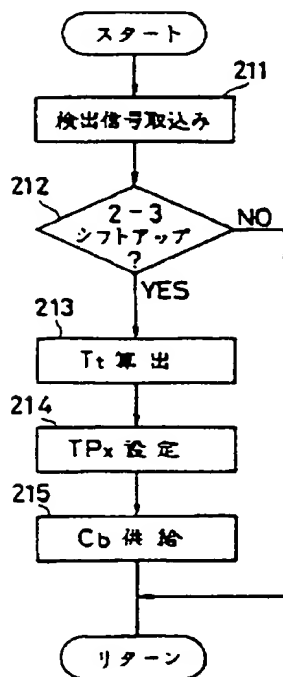 スタート
211
検出信号取込み
212
2-3
シフトアップ
?
NO
YES
213
Tt 算出
214
TPx 設定
215
Cb 供給
リターン